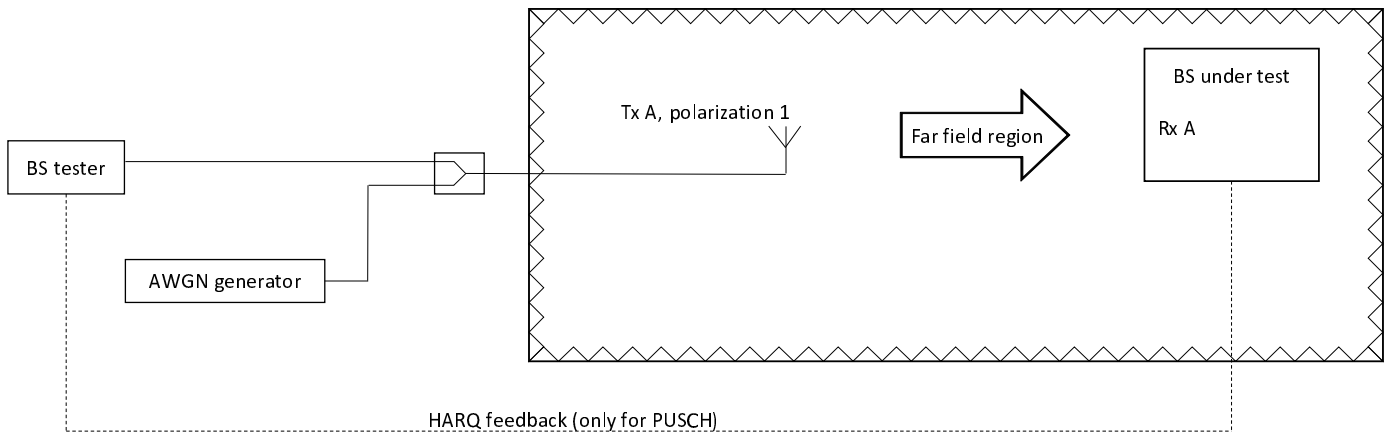 Tx A, polarization 1
BS under test
Rx A
Far field region
BS tester
AWGN generator
HARQ feedback (only for PUSCH)